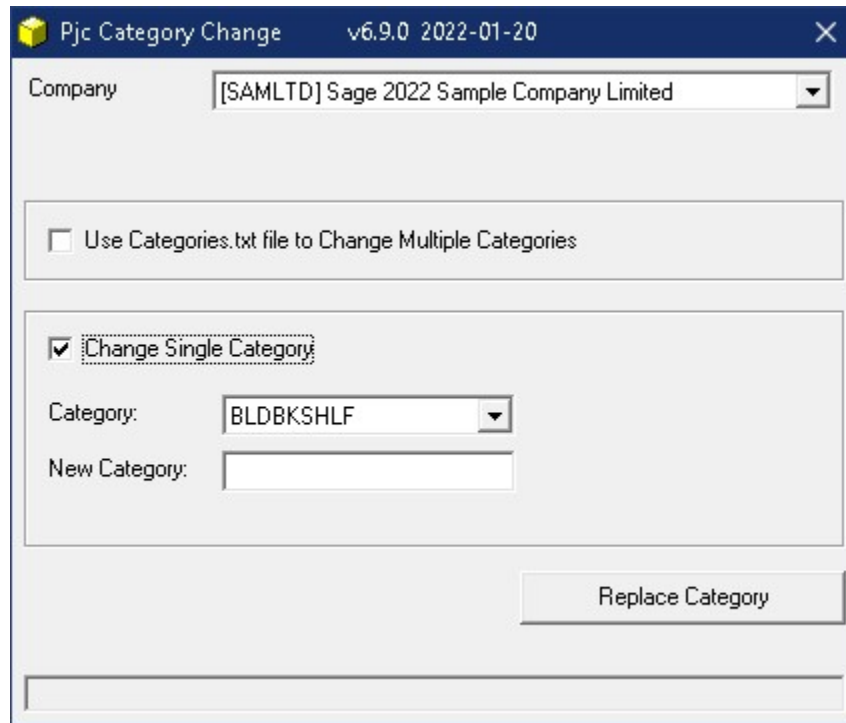 Pjc Category Change v6.9.0 2022-01-20
Company [SAMLTD] Sage 2022 Sample Company Limited
Use Categories.txt file to Change Multiple Categories
Change Single Category
Category: BLDBKSHLF
New Category:
Replace Category